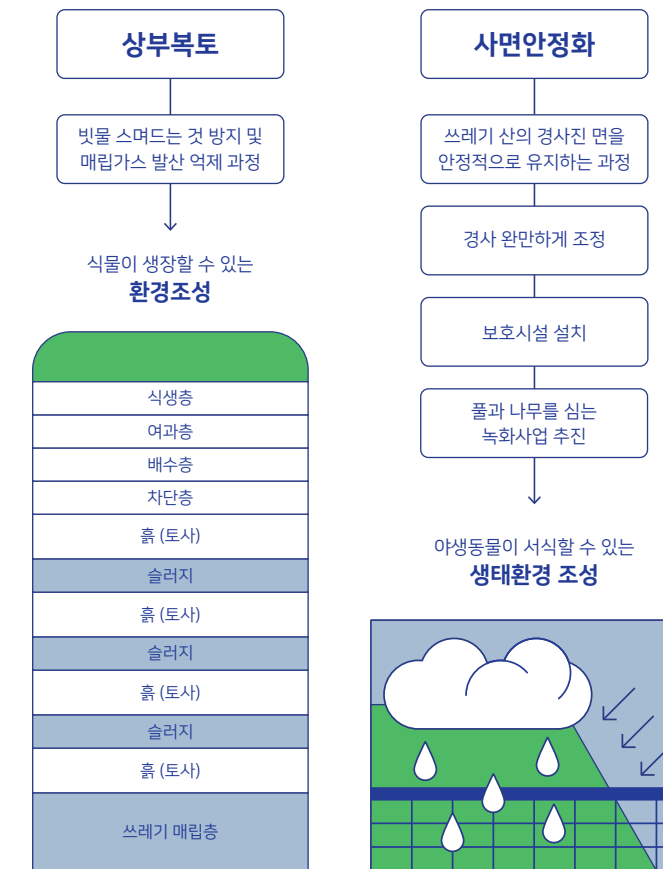 상부복토
빗물 스며드는 것 방지 및
매립가스 발산 억제 과정
식물이 생장할 수 있는
환경조성
식생층
여과층
배수층
차단층
흙 (토사)
슬러지
흙 (토사)
슬러지
흙 (토사)
슬러지
흙 (토사)
쓰레기 매립층
사면안정화
쓰레기 산의 경사진 면을
안정적으로 유지하는 과정
경사 완만하게 조정
보호시설 설치
풀과 나무를 심는
녹화사업 추진
야생동물이 서식할 수 있는
생태환경 조성